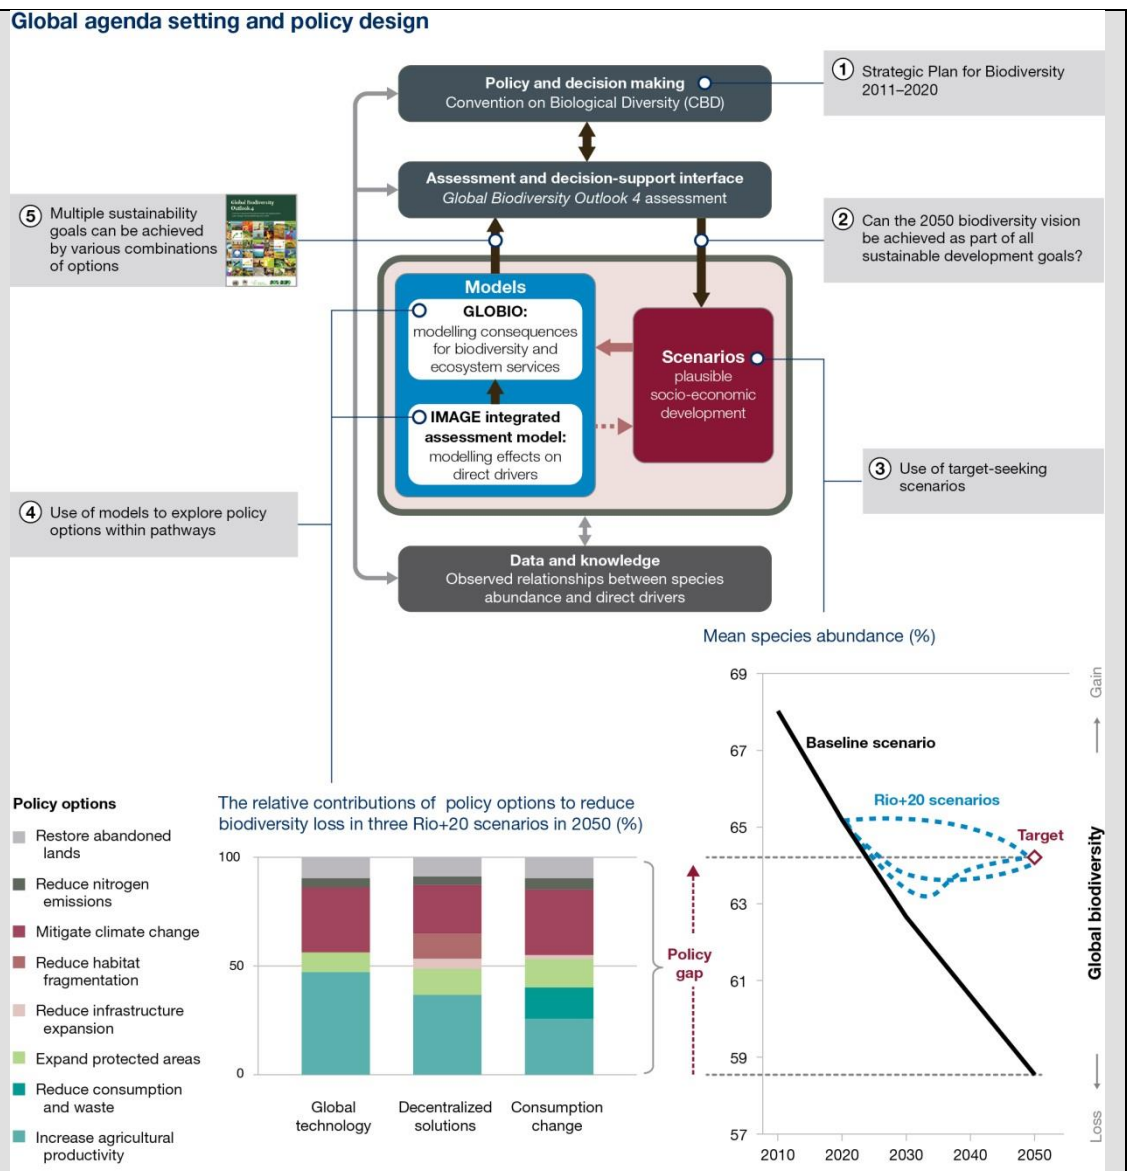 Global agenda setting and policy design
Policy and decision making
Convention on Biological Diversity (CBD)
1 Strategic Plan for Biodiversity
2011–2020
Assessment and decision-support interface
Global Biodiversity Outlook 4 assessment
5 Multiple sustainability
goals can be achieved
by various combinations
of options
Global Biodiversity
Outlook 4
2 Can the 2050 biodiversity vision
be achieved as part of all
sustainable development goals?
Models
GLOBIO:
modelling consequences
for biodiversity and
ecosystem services
IMAGE integrated
assessment model:
modelling effects on
direct drivers
Scenarios
plausible
socio-economic
development
3 Use of target-seeking
scenarios
4 Use of models to explore policy
options within pathways
Data and knowledge
Observed relationships between species
abundance and direct drivers
Mean species abundance (%)
69
67
65
63
61
59
57
2010 2020 2030 2040 2050
Baseline scenario
Rio+20 scenarios
Target
Gain
Global biodiversity
Loss
Policy options
Restore abandoned
lands
Reduce nitrogen
emissions
Mitigate climate change
Reduce habitat
fragmentation
Reduce infrastructure
expansion
Expand protected areas
Reduce consumption
and waste
Increase agricultural
productivity
The relative contributions of policy options to reduce
biodiversity loss in three Rio+20 scenarios in 2050 (%)
100
50
0
Global
technology
Decentralized
solutions
Consumption
change
Policy
gap